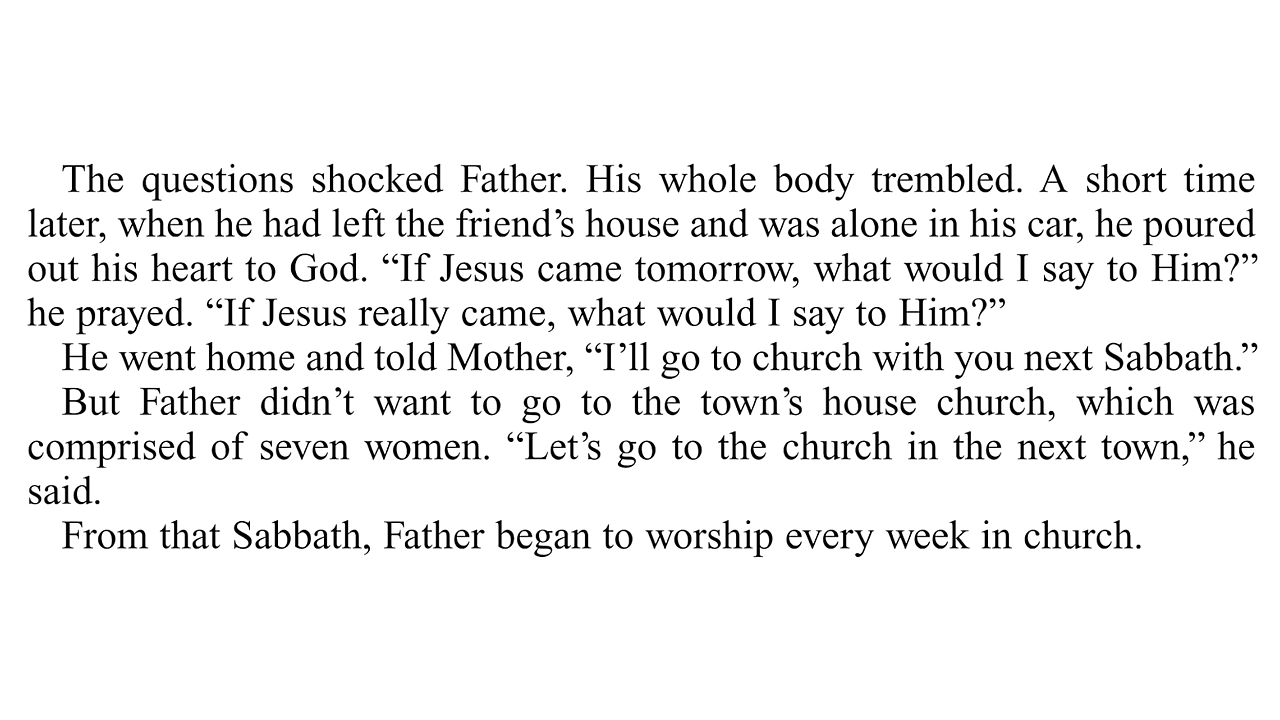 The questions shocked Father. His whole body trembled. A short time
later, when he had left the friend’s house and was alone in his car, he poured
out his heart to God. “If Jesus came tomorrow, what would I say to Him?”
he prayed. “If Jesus really came, what would I say to Him?”
He went home and told Mother, “I’ll go to church with you next Sabbath.”
But Father didn’t want to go to the town’s house church, which was
comprised of seven women. “Let’s go to the church in the next town,” he
said.
From that Sabbath, Father began to worship every week in church.